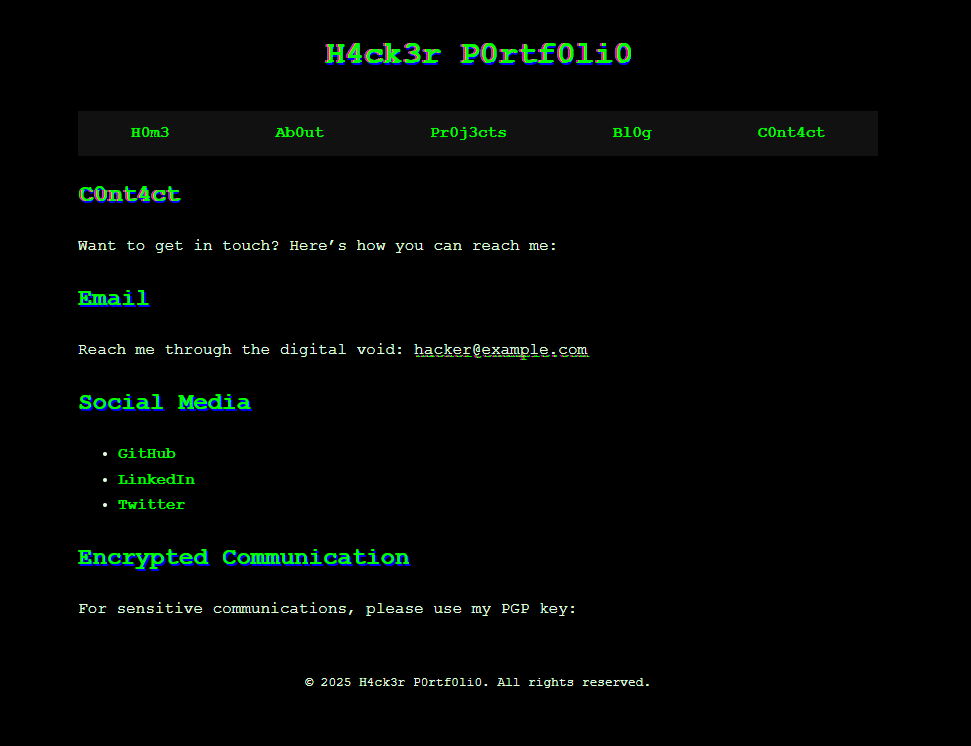 H4ck3r P0rtf0li0
H0m3 Ab0ut Pr0j3cts Bl0g C0nt4ct
C0nt4ct
Want to get in touch? Here’s how you can reach me:
Email
Reach me through the digital void: hacker@example.com
Social Media
• GitHub
• LinkedIn
• Twitter
Encrypted Communication
For sensitive communications, please use my PGP key:
© 2025 H4ck3r P0rtf0li0. All rights reserved.